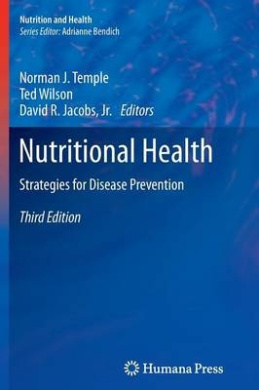 Nutrition and Health
Series Editor: Adrianne Bendich
Norman J. Temple
Ted Wilson
David R. Jacobs, Jr. Editors
Nutritional Health
Strategies for Disease Prevention
Third Edition
Humana Press